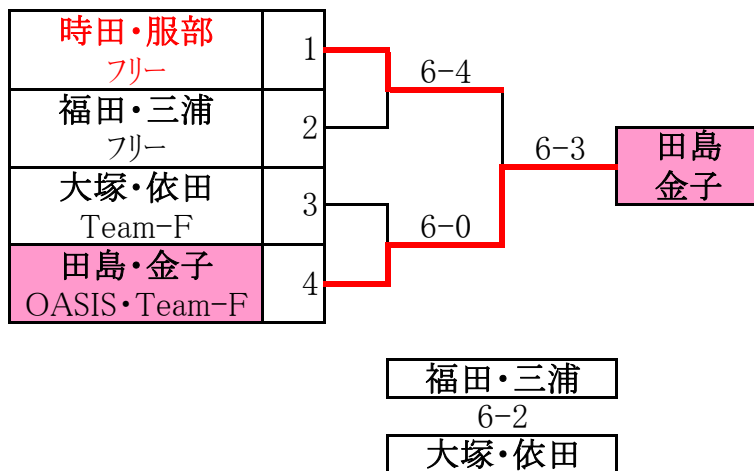 時田・服部
フリー
1
福田・三浦
フリー
2
大塚・依田
Team-F
3
田島・金子
OASIS・Team-F
4
6-4
6-0
6-3
田島
金子
福田・三浦
6-2
大塚・依田